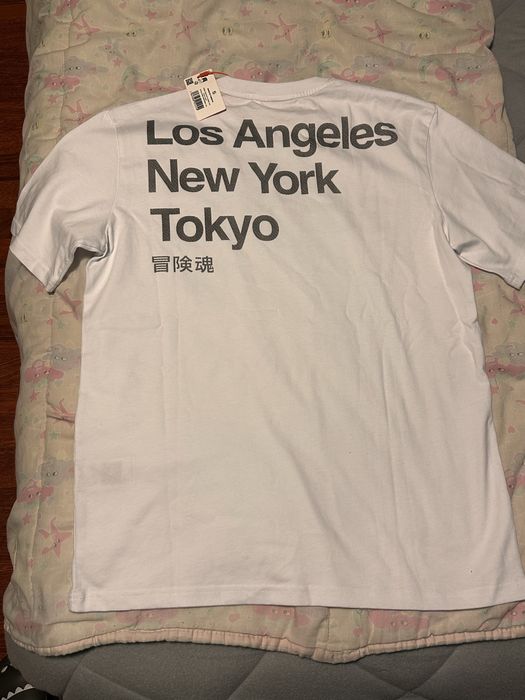 Los Angeles
New York
Tokyo
冒険魂